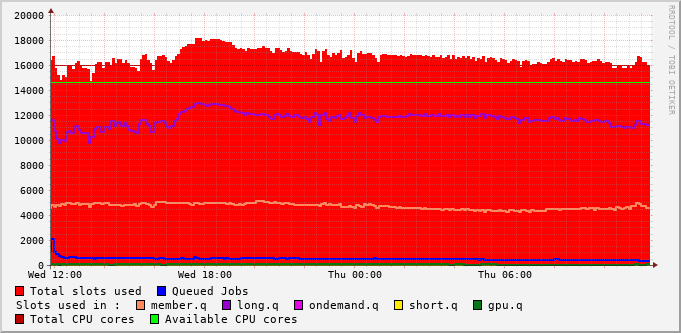 20000
18000
16000
14000
12000
10000
8000
6000
4000
2000
0
Wed 12:00 Wed 18:00 Thu 00:00 Thu 06:00
Total slots used Queued Jobs
Slots used in : member.q long.q ondemand.q short.q gpu.q
Total CPU cores Available CPU cores
RRDTOOL / TOBI OETIKER